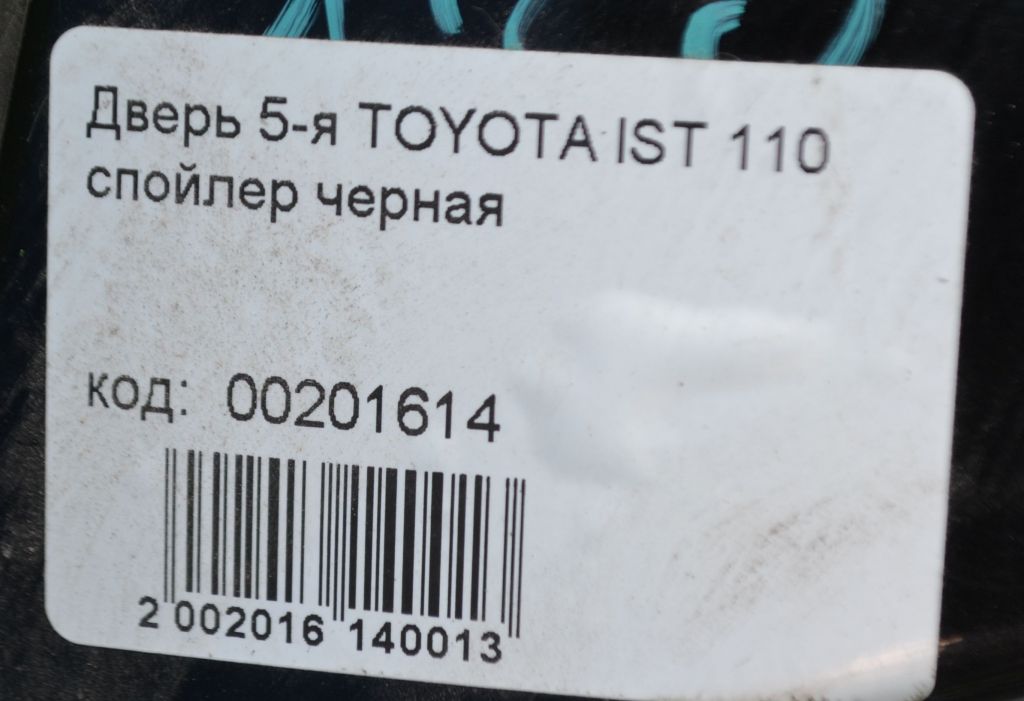 Дверь 5-я TOYOTA IST 110
спойлер черная
код: 00201614
2 002016 140013